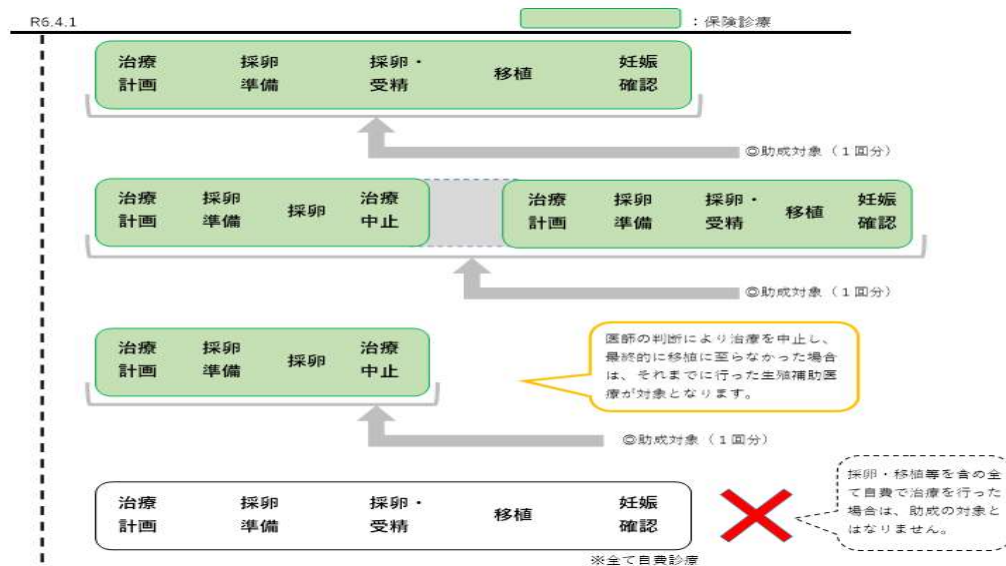 R6.4.1
：保険診療
治療 採卵 採卵・ 移植 妊娠
計画 準備 受精 確認
◎助成対象（１回分）
治療 採卵 採卵 治療
計画 準備 中止
治療 採卵 採卵・ 移植 妊娠
計画 準備 受精 確認
◎助成対象（１回分）
治療 採卵 採卵 治療
計画 準備 中止
医師の判断により治療を中止し、
最終的に移植に至らなかった場合
は、それまでに行った生殖補助医
療が対象となります。
◎助成対象（１回分）
治療 採卵 採卵・ 移植 妊娠
計画 準備 受精 確認
※全て自費診療
採卵・移植等を含め全
て自費で治療を行った
場合は、助成の対象と
はなりません。